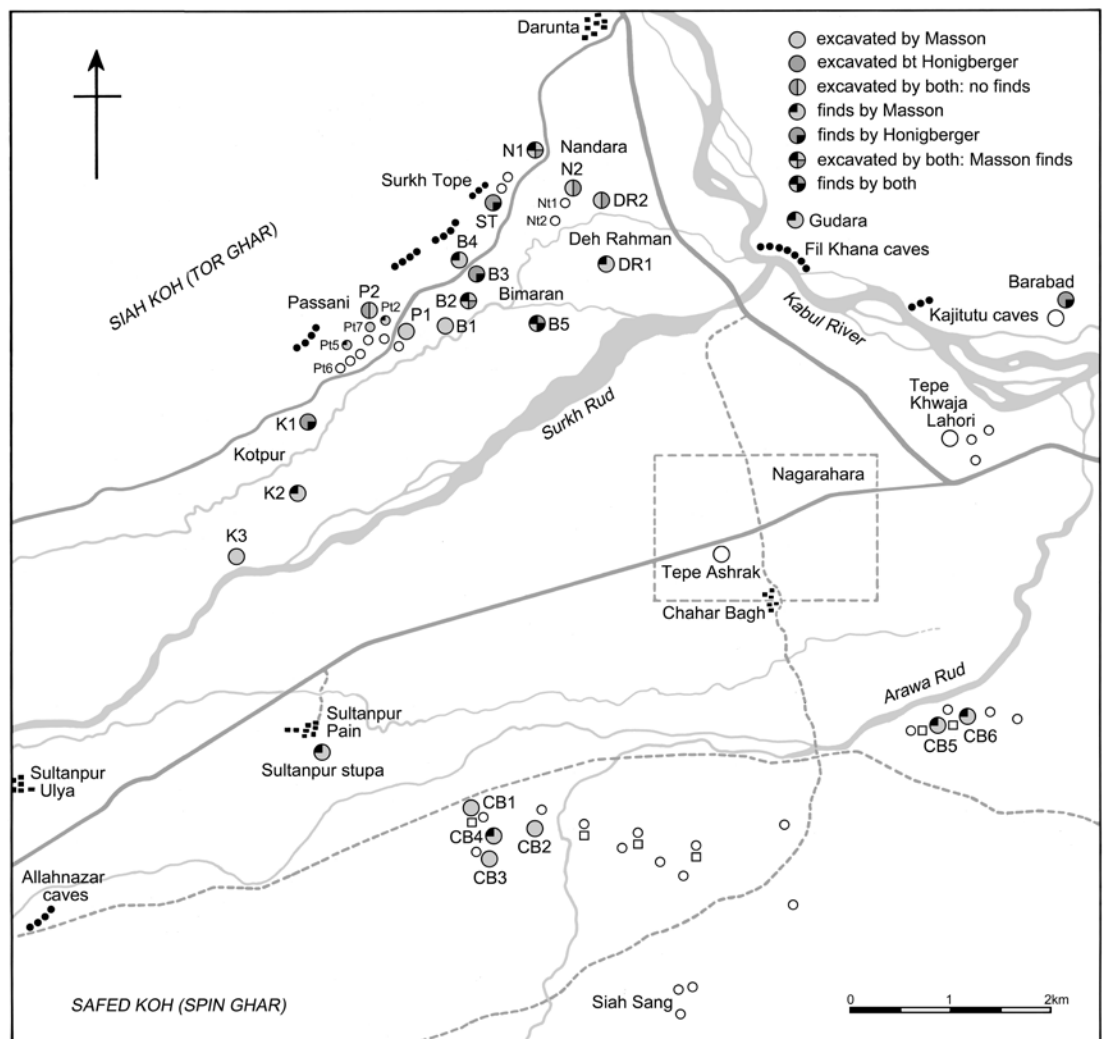 Darunta
excavated by Masson
excavated bt Honigberger
excavated by both: no finds
finds by Masson
finds by Honigberger
excavated by both: Masson finds
finds by both
Gudara
N1
Nandara
Surkh Tope
N2
Nt1
DR2
ST
Nt2
SIAH KOH (TOR GHAR)
B4
Deh Rahman
Fil Khana caves
DR1
B3
Barabad
Passani
P2
Pt2
B2
Bimaran
Kabul River
Kajitutu caves
Pt7
P1
B1
B5
Pt5
Pt6
Surkh Rud
Tepe
Khwaja
Lahori
K1
Kotpur
Nagarahara
K2
K3
Tepe Ashrak
Chahar Bagh
Arawa Rud
Sultanpur
Pain
CB5
CB6
Sultanpur stupa
Sultanpur
Ulya
CB1
CB4
CB2
CB3
Allahnazar
caves
SAFED KOH (SPIN GHAR)
Siah Sang
0
1
2km